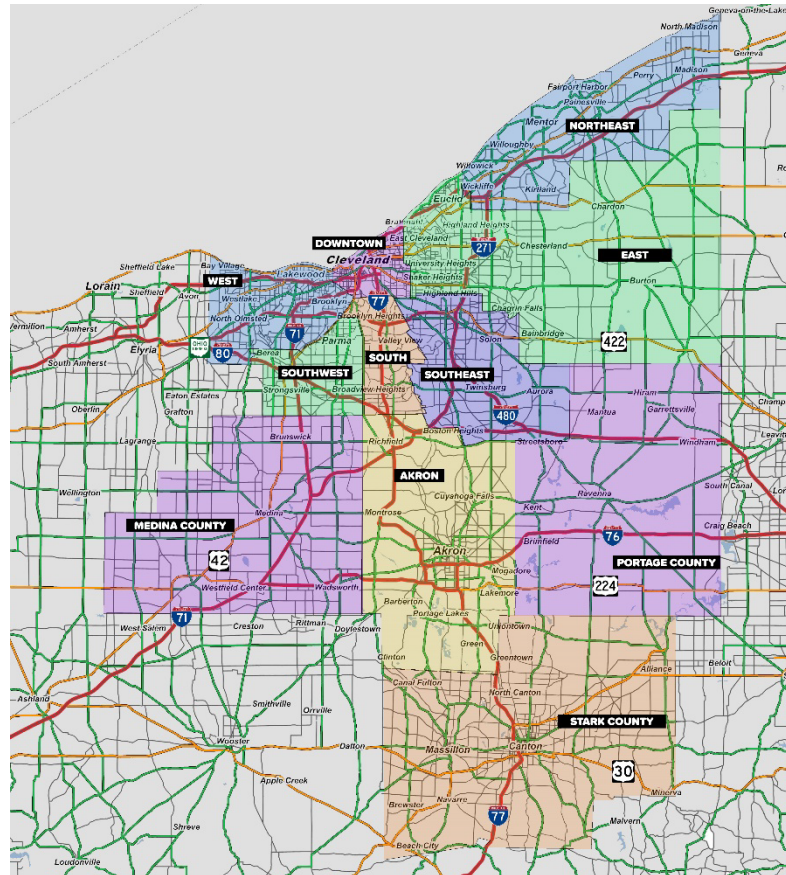 Geneva-on-the-Lake
North Madison
Geneva
Madison
Perry
Fairport Harbor
Painesville
Mentor
NORTHEAST
Willoughby
Willowick
Wickliffe
Kirtland
Euclid
Chardon
Highland Heights
East Cleveland
DOWNTOWN
Cleveland
271
Chesterland
EAST
University Heights
Shaker Heights
Burton
Bay Village
Lakewood
Sheffield Lake
WEST
Lorain
Sheffield
Avon
Westlake
77
Highland Hills
Brooklyn
Brooklyn Heights
Chagrin Falls
Vermilion
Amherst
North Olmsted
71
Parma
Valley View
Solon
Bainbridge
422
Elyria
OHIO
80
Berea
SOUTH
South Amherst
SOUTHWEST
SOUTHEAST
Twinsburg
Strongsville
Broadview Heights
Aurora
Hiram
Eaton Estates
Oberlin
Grafton
480
Mantua
Garrettsville
Lagrange
Brunswick
Boston Heights
Richfield
Streetsboro
Windham
AKRON
Wellington
Cuyahoga Falls
Ravenna
South Canal
Medina
Montrose
Kent
Craig Beach
MEDINA COUNTY
Akron
Brimfield
76
42
Mogadore
PORTAGE COUNTY
Westfield Center
Wadsworth
Lakemore
224
Barberton
Portage Lakes
71
West Salem
Creston
Rittman
Doylestown
Uniontown
Green
Clinton
Greentown
Alliance
Beloit
Canal Fulton
North Canton
Ashland
Smithville
Orrville
STARK COUNTY
Wooster
Dalton
Massillon
Canton
30
Apple Creek
Minerva
Brewster
Navarre
77
Malvern
Shreve
Beach City
Loudonville